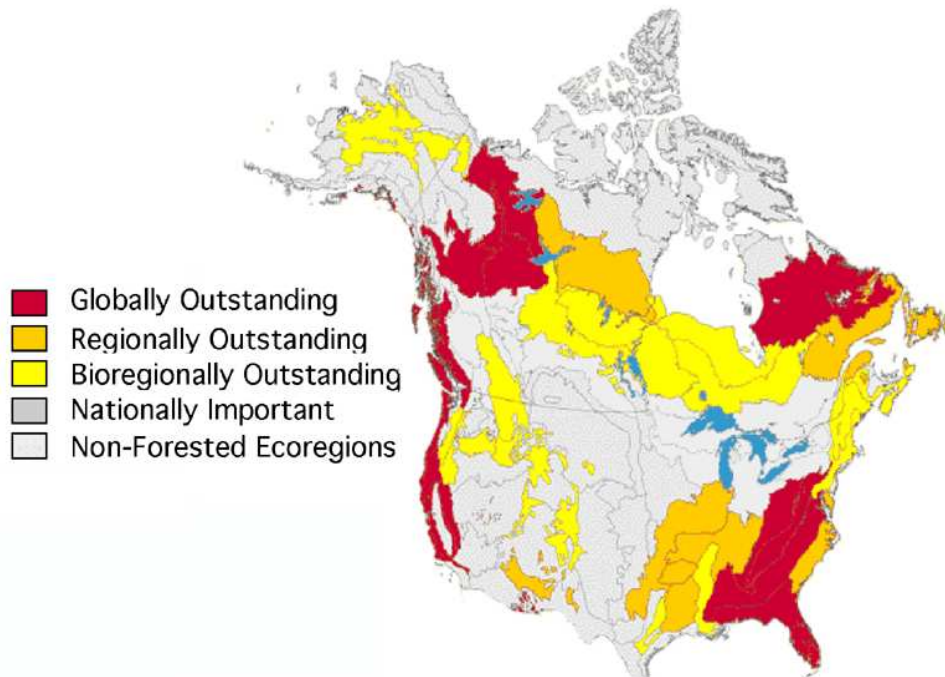 Globally Outstanding
Regionally Outstanding
Bioregionally Outstanding
Nationally Important
Non-Forested Ecoregions